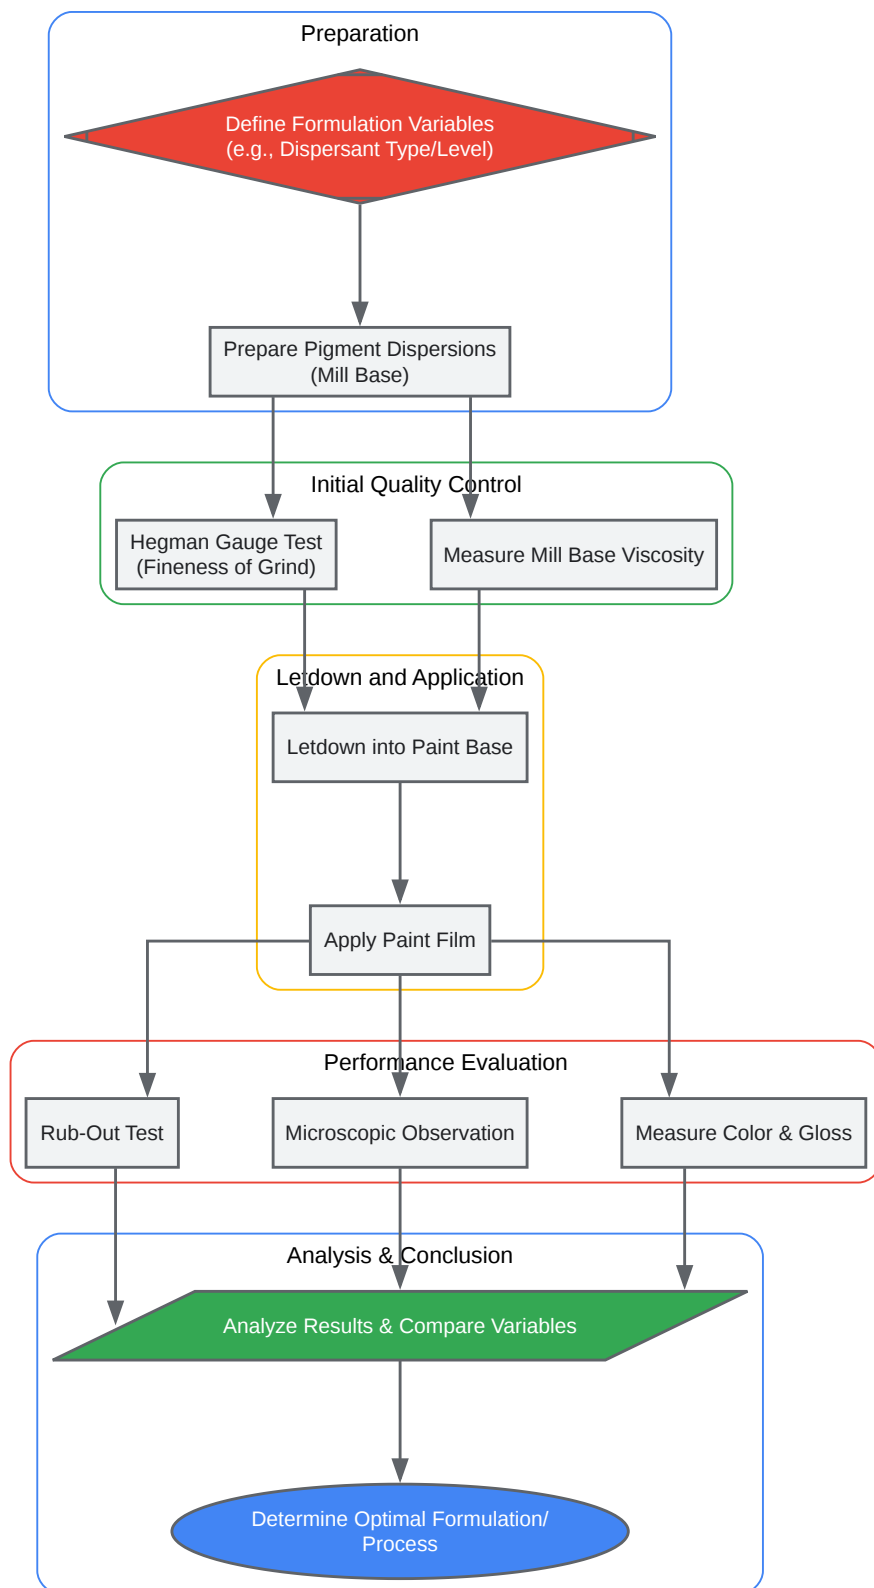 Preparation
Define Formulation Variables
(e.g., Dispersant Type/Level)
Prepare Pigment Dispersions
(Mill Base)
Initial Quality Control
Hegman Gauge Test
(Fineness of Grind)
Measure Mill Base Viscosity
Letdown and Application
Letdown into Paint Base
Apply Paint Film
Performance Evaluation
Rub-Out Test
Microscopic Observation
Measure Color & Gloss
Analysis & Conclusion
Analyze Results & Compare Variables
Determine Optimal Formulation/
Process